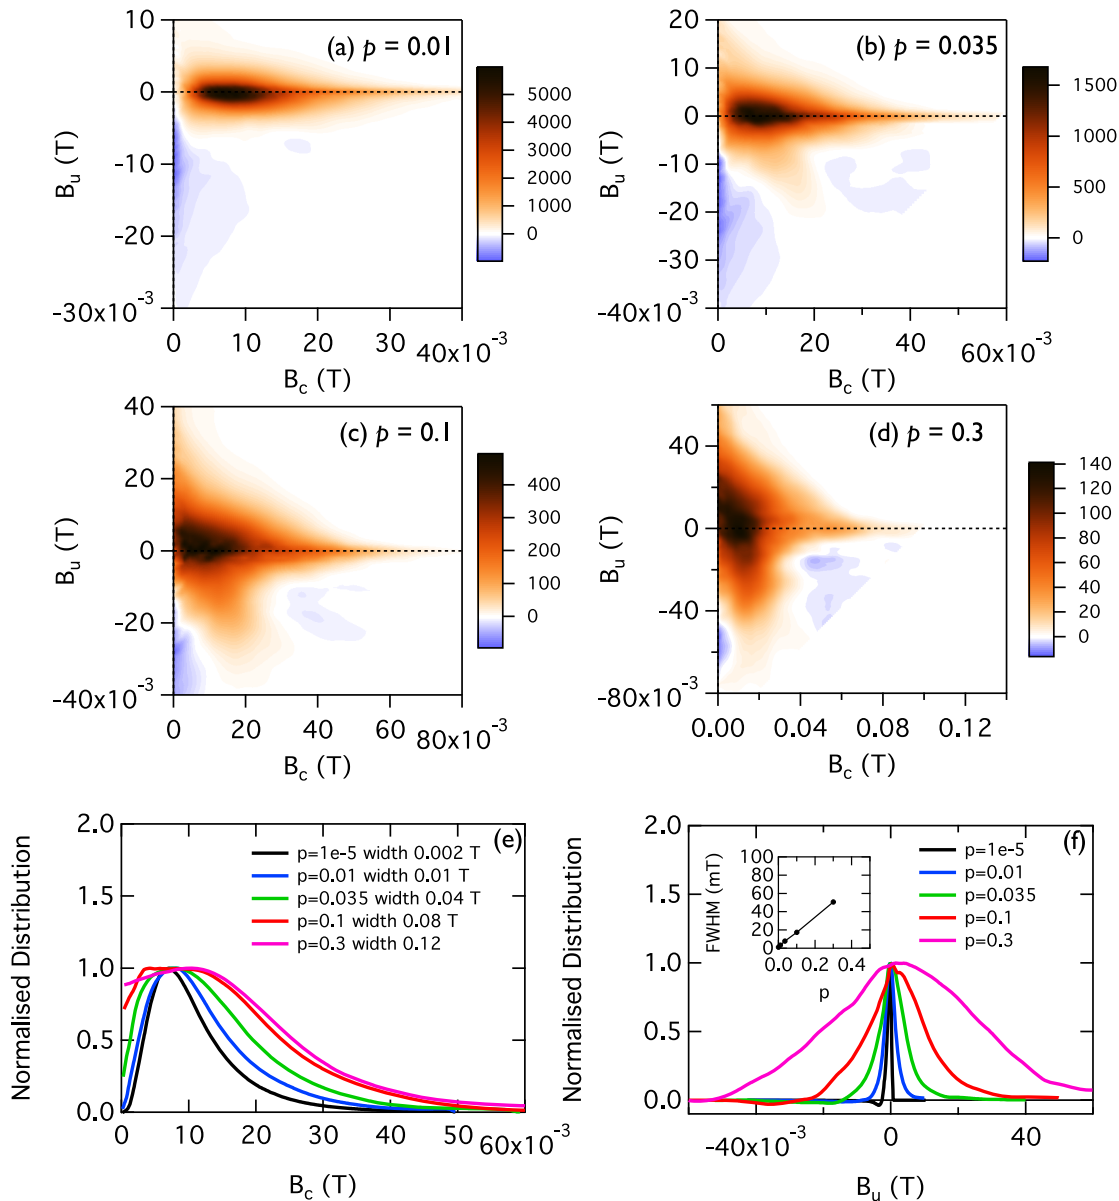 (a) p = 0.01
10
0
-10
-20
-30x10⁻³
B_u (T)
0
10
20
40x10⁻³
B_c (T)
5000
4000
3000
2000
1000
0
(b) p = 0.035
20
10
0
-10
-20
30
-40x10⁻³
B_u (T)
0
20
40
60x10⁻³
B_c (T)
1500
1000
500
0
(c) p = 0.1
40
20
0
-20
-40x10⁻³
B_u (T)
0
20
40
60
80x10⁻³
B_c (T)
400
300
200
100
0
(d) p = 0.3
40
0
-40
-80x10⁻³
B_u (T)
0.00
0.04
0.08
0.12
B_c (T)
140
120
100
80
60
40
20
0
(e)
p=1e-5 width 0.002 T
p=0.01 width 0.01 T
p=0.035 width 0.04 T
p=0.1 width 0.08 T
p=0.3 width 0.12
2.0
1.5
1.0
0.5
0.0
Normalised Distribution
0
10
20
30
40
50
60x10⁻³
B_c (T)
(f)
p=1e-5
p=0.01
p=0.035
p=0.1
p=0.3
100
80
60
40
20
0
FWHM (mT)
0.0
0.2
0.4
p
2.0
1.5
1.0
0.5
0.0
Normalised Distribution
-40x10⁻³
0
40
B_u (T)